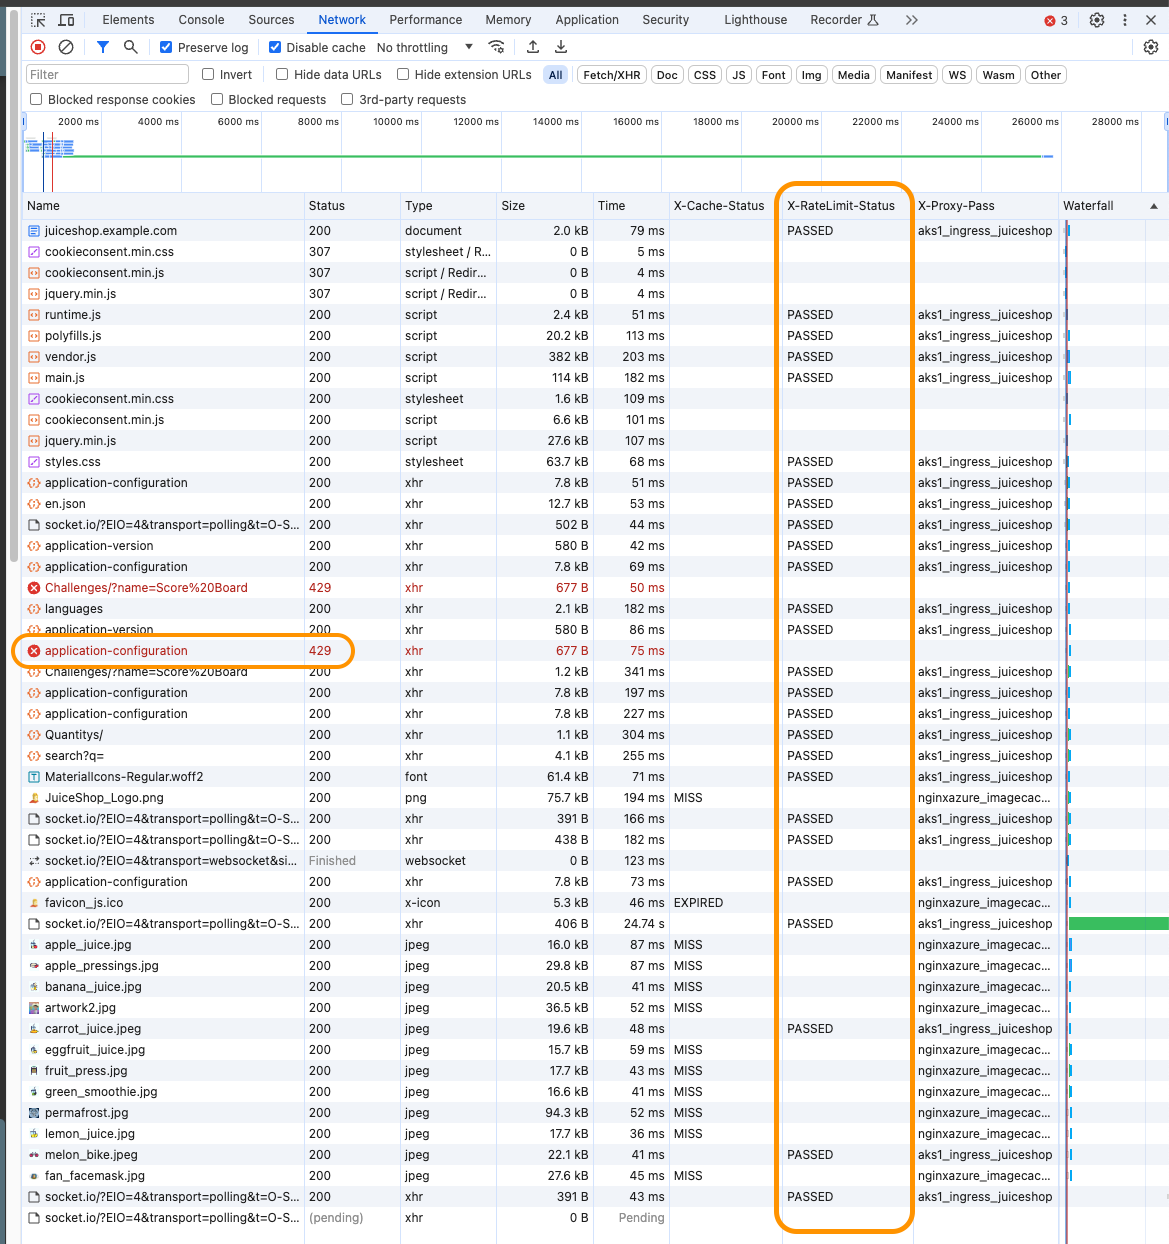 Elements Console Sources Network Performance Memory Application Security Lighthouse Recorder 3
Preserve log Disable cache No throttling
Filter Invert Hide data URLs Hide extension URLs All Fetch/XHR Doc CSS JS Font Img Media Manifest WS Wasm Other
Blocked response cookies Blocked requests 3rd-party requests
2000 ms 4000 ms 6000 ms 8000 ms 10000 ms 12000 ms 14000 ms 16000 ms 18000 ms 20000 ms 22000 ms 24000 ms 26000 ms 28000 ms
Name Status Type Size Time X-Cache-Status X-RateLimit-Status X-Proxy-Pass Waterfall
juiceshop.example.com 200 document 2.0 kB 79 ms PASSED aks1_ingress_juiceshop
cookieconsent.min.css 307 stylesheet / R... 0 B 5 ms
cookieconsent.min.js 307 script / Redir... 0 B 4 ms
jquery.min.js 307 script / Redir... 0 B 4 ms
runtime.js 200 script 2.4 kB 51 ms PASSED aks1_ingress_juiceshop
polyfills.js 200 script 20.2 kB 113 ms PASSED aks1_ingress_juiceshop
vendor.js 200 script 382 kB 203 ms PASSED aks1_ingress_juiceshop
main.js 200 script 114 kB 182 ms PASSED aks1_ingress_juiceshop
cookieconsent.min.css 200 stylesheet 1.6 kB 109 ms
cookieconsent.min.js 200 script 6.6 kB 101 ms
jquery.min.js 200 script 27.6 kB 107 ms
styles.css 200 stylesheet 63.7 kB 68 ms PASSED aks1_ingress_juiceshop
application-configuration 200 xhr 7.8 kB 51 ms PASSED aks1_ingress_juiceshop
en.json 200 xhr 12.7 kB 53 ms PASSED aks1_ingress_juiceshop
socket.io/?EIO=4&transport=polling&t=O-S... 200 xhr 502 B 44 ms PASSED aks1_ingress_juiceshop
application-version 200 xhr 580 B 42 ms PASSED aks1_ingress_juiceshop
application-configuration 200 xhr 7.8 kB 69 ms PASSED aks1_ingress_juiceshop
Challenges/?name=Score%20Board 429 xhr 677 B 50 ms
languages 200 xhr 2.1 kB 182 ms PASSED aks1_ingress_juiceshop
application-version 200 xhr 580 B 86 ms PASSED aks1_ingress_juiceshop
application-configuration 429 xhr 677 B 75 ms
Challenges/?name=Score%20Board 200 xhr 1.2 kB 341 ms PASSED aks1_ingress_juiceshop
application-configuration 200 xhr 7.8 kB 197 ms PASSED aks1_ingress_juiceshop
application-configuration 200 xhr 7.8 kB 227 ms PASSED aks1_ingress_juiceshop
Quantitys/ 200 xhr 1.1 kB 304 ms PASSED aks1_ingress_juiceshop
search?q= 200 xhr 4.1 kB 255 ms PASSED aks1_ingress_juiceshop
MaterialIcons-Regular.woff2 200 font 61.4 kB 71 ms PASSED aks1_ingress_juiceshop
JuiceShop_Logo.png 200 png 75.7 kB 194 ms MISS nginxazure_imagecac...
socket.io/?EIO=4&transport=polling&t=O-S... 200 xhr 391 B 166 ms PASSED aks1_ingress_juiceshop
socket.io/?EIO=4&transport=polling&t=O-S... 200 xhr 438 B 182 ms PASSED aks1_ingress_juiceshop
socket.io/?EIO=4&transport=websocket&si... Finished websocket 0 B 123 ms
application-configuration 200 xhr 7.8 kB 73 ms PASSED aks1_ingress_juiceshop
favicon_js.ico 200 x-icon 5.3 kB 46 ms EXPIRED nginxazure_imagecac...
socket.io/?EIO=4&transport=polling&t=O-S... 200 xhr 406 B 24.74 s PASSED aks1_ingress_juiceshop
apple_juice.jpg 200 jpeg 16.0 kB 87 ms MISS nginxazure_imagecac...
apple_pressings.jpg 200 jpeg 29.8 kB 87 ms MISS nginxazure_imagecac...
banana_juice.jpg 200 jpeg 20.5 kB 41 ms MISS nginxazure_imagecac...
artwork2.jpg 200 jpeg 36.5 kB 52 ms MISS nginxazure_imagecac...
carrot_juice.jpeg 200 jpeg 19.6 kB 48 ms PASSED aks1_ingress_juiceshop
eggfruit_juice.jpg 200 jpeg 15.7 kB 59 ms MISS nginxazure_imagecac...
fruit_press.jpg 200 jpeg 17.7 kB 43 ms MISS nginxazure_imagecac...
green_smoothie.jpg 200 jpeg 16.6 kB 41 ms MISS nginxazure_imagecac...
permafrost.jpg 200 jpeg 94.3 kB 52 ms MISS nginxazure_imagecac...
lemon_juice.jpg 200 jpeg 17.7 kB 36 ms MISS nginxazure_imagecac...
melon_bike.jpeg 200 jpeg 22.1 kB 41 ms PASSED aks1_ingress_juiceshop
fan_facemask.jpg 200 jpeg 27.6 kB 45 ms MISS nginxazure_imagecac...
socket.io/?EIO=4&transport=polling&t=O-S... 200 xhr 391 B 43 ms PASSED aks1_ingress_juiceshop
socket.io/?EIO=4&transport=polling&t=O-S... (pending) xhr 0 B Pending